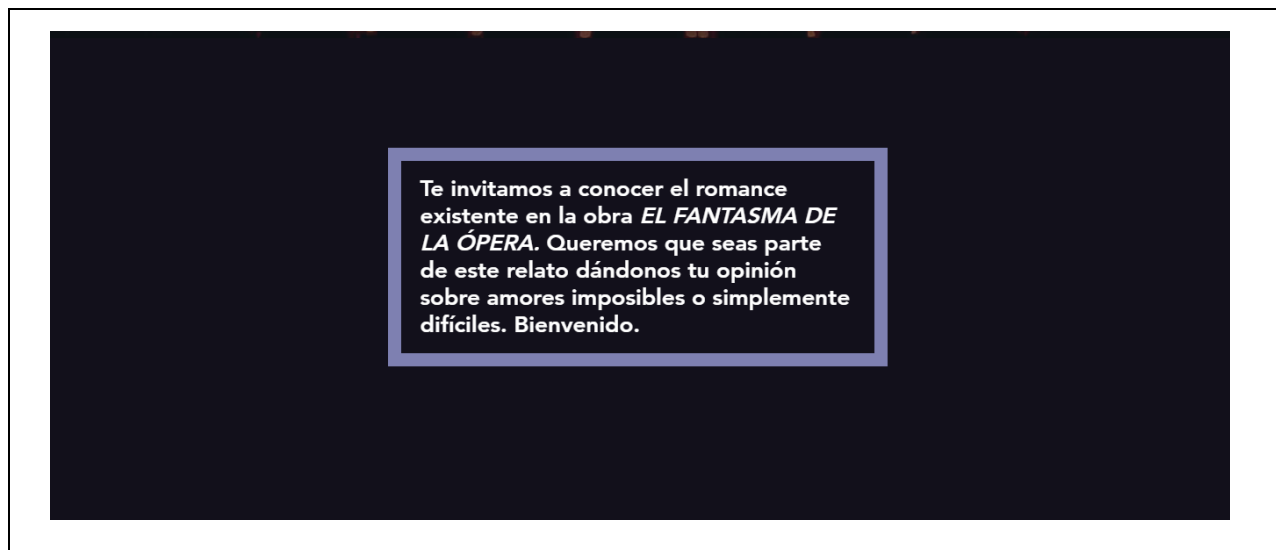 Te invitamos a conocer el romance
existente en la obra EL FANTASMA DE
LA ÓPERA. Queremos que seas parte
de este relato dándonos tu opinión
sobre amores imposibles o simplemente
difíciles. Bienvenido.